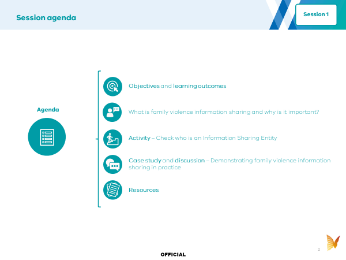 Session agenda
Session 1
Agenda
Objectives and learning outcomes
What is family violence information sharing and why is it important?
Activity – Check who is an Information Sharing Entity
Case study and discussion – Demonstrating family violence information
sharing in practice
Resources
OFFICIAL